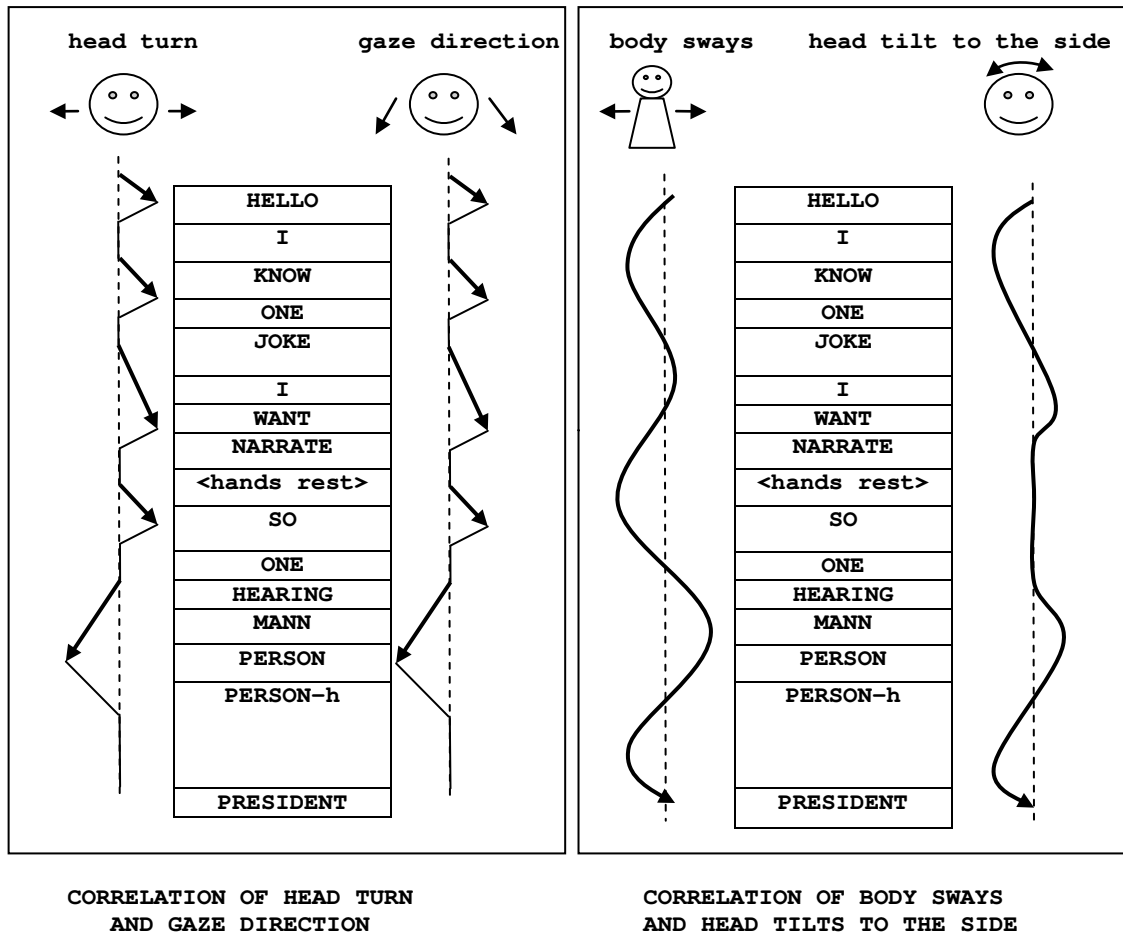 head turn
gaze direction
HELLO
I
KNOW
ONE
JOKE
I
WANT
NARRATE
<hands rest>
SO
ONE
HEARING
MANN
PERSON
PERSON-h
PRESIDENT
CORRELATION OF HEAD TURN
AND GAZE DIRECTION
body sways
head tilt to the side
HELLO
I
KNOW
ONE
JOKE
I
WANT
NARRATE
<hands rest>
SO
ONE
HEARING
MANN
PERSON
PERSON-h
PRESIDENT
CORRELATION OF BODY SWAYS
AND HEAD TILTS TO THE SIDE